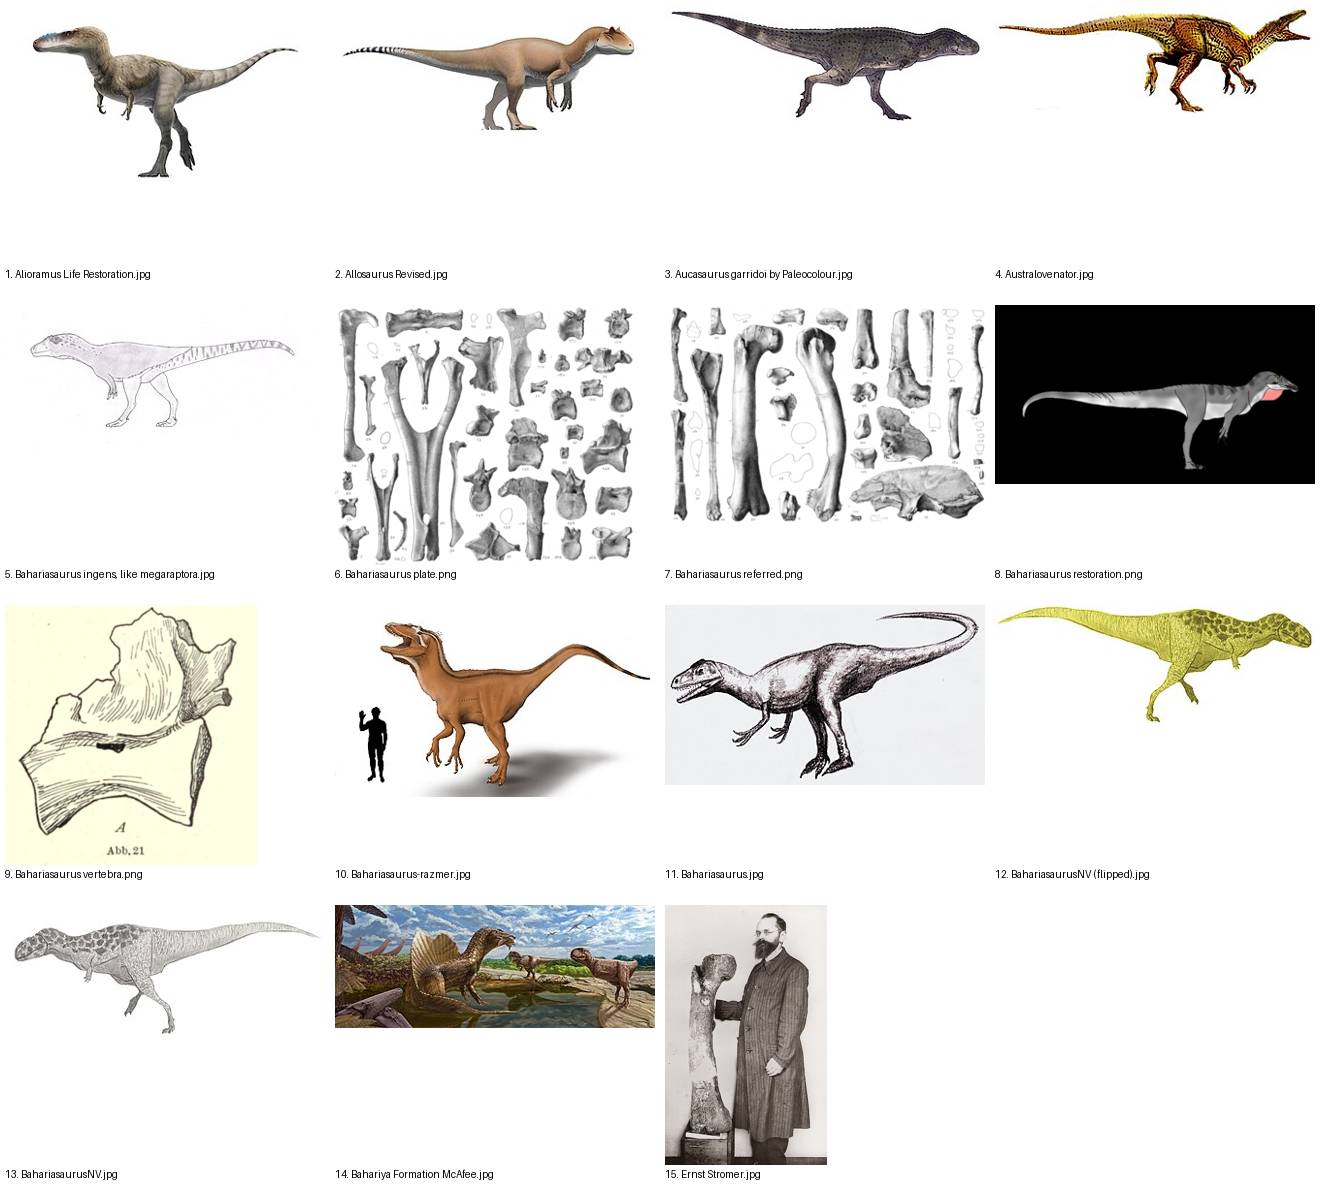 1. Alioramus Life Restoration.jpg
2. Allosaurus Revised.jpg
3. Aucasaurus garridoi by Paleocolour.jpg
4. Australovenator.jpg
5. Bahariasaurus ingens, like megaraptora.jpg
6. Bahariasaurus plate.png
7. Bahariasaurus referred.png
8. Bahariasaurus restoration.png
A
Abb. 21
9. Bahariasaurus vertebra.png
10. Bahariasaurus-razmer.jpg
11. Bahariasaurus.jpg
12. BahariasaurusNV (flipped).jpg
13. BahariasaurusNV.jpg
14. Bahariya Formation McAfee.jpg
15. Ernst Stromer.jpg